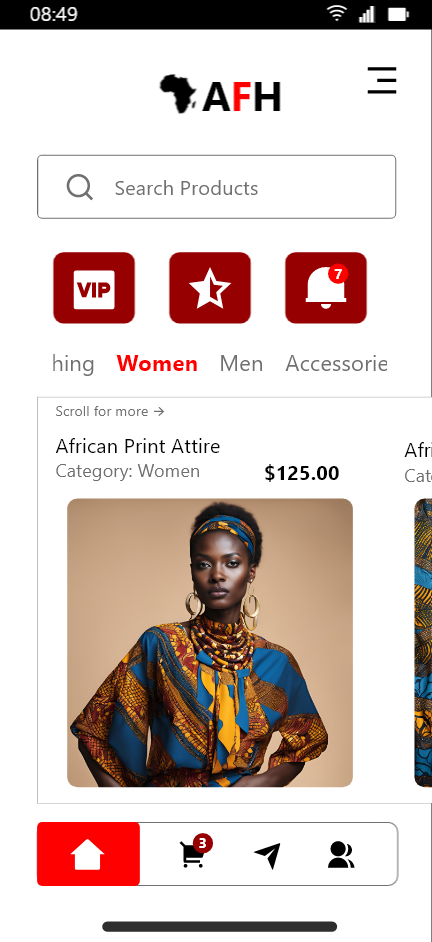 08:49
AFH
Search Products
VIP
7
hing Women Men Accessorie
Scroll for more →
African Print Attire
Category: Women $125.00
Afri
Cate
3